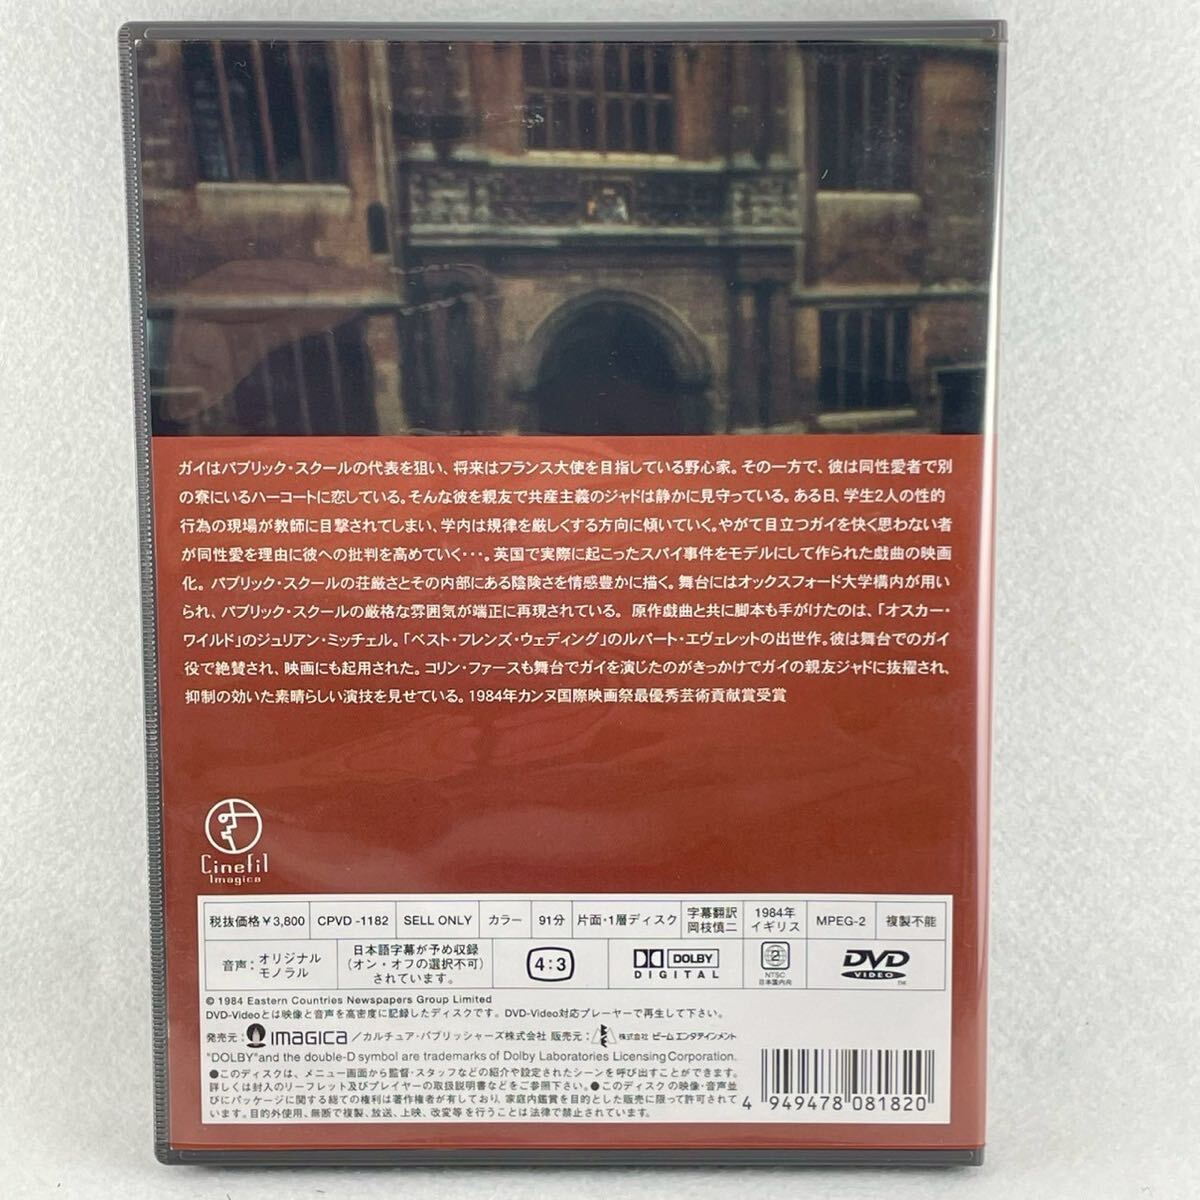 ガイはパブリック・スクールの代表を狙い、将来はフランス大使を目指している野心家。その一方で、彼は同性愛者で別
の寮にいるハーコートに恋している。そんな彼を親友で共産主義のジャドは静かに見守っている。ある日、学生2人の性的
行為の現場が教師に目撃されてしまい、学内は規律を厳しくする方向に傾いていく。やがて目立つガイを快く思わない者
が同性愛を理由に彼への批判を高めていく・・・。英国で実際に起こったスパイ事件をモデルにして作られた戯曲の映画
化。パブリック・スクールの荘厳さとその内部にある陰険さを情感豊かに描く。舞台にはオックスフォード大学構内が用い
られ、パブリック・スクールの厳格な雰囲気が端正に再現されている。 原作戯曲と共に脚本も手がけたのは、「オスカー・
ワイルド」のジュリアン・ミッチェル。「ベスト・フレンズ・ウェディング」のルパート・エヴェレットの出世作。彼は舞台でのガイ
役で絶賛され、映画にも起用された。コリン・ファースも舞台でガイを演じたのがきっかけでガイの親友ジャドに抜擢され、
抑制の効いた素晴らしい演技を見せている。1984年カンヌ国際映画祭最優秀芸術貢献賞受賞
Cinefil
Imagica
税抜価格￥3,800 CPVD -1182 SELL ONLY カラー 91分 片面・1層ディスク 字幕翻訳 岡枝慎二 1984年 イギリス MPEG-2 複製不能
音声：オリジナル モノラル 日本語字幕が予め収録 (オン・オフの選択不可) されています。 4:3 DOLBY DIGITAL 2 NTSC 日本国内向 DVD VIDEO TM
© 1984 Eastern Countries Newspapers Group Limited
DVD-Videoとは映像と音声を高密度に記録したディスクです。DVD-Video対応プレーヤーで再生して下さい。
発売元： IMAGICA ／カルチュア・パブリッシャーズ株式会社 販売元： 株式会社 ビームエンタテインメント
"DOLBY"and the double-D symbol are trademarks of Dolby Laboratories Licensing Corporation.
●このディスクは、メニュー画面から監督・スタッフなどの紹介や設定されたシーンを呼び出すことができます。
詳しくは封入のリーフレット及びプレイヤーの取扱説明書などをご参照下さい。●このディスクの映像・音声並
びにパッケージに関する総ての権利は著作権者が有しており、家庭内鑑賞を目的とした販売に限って許可されて
います。目的外使用、無断で複製、放送、上映、改変等を行うことは法律で禁止されています。
4 949478 081820